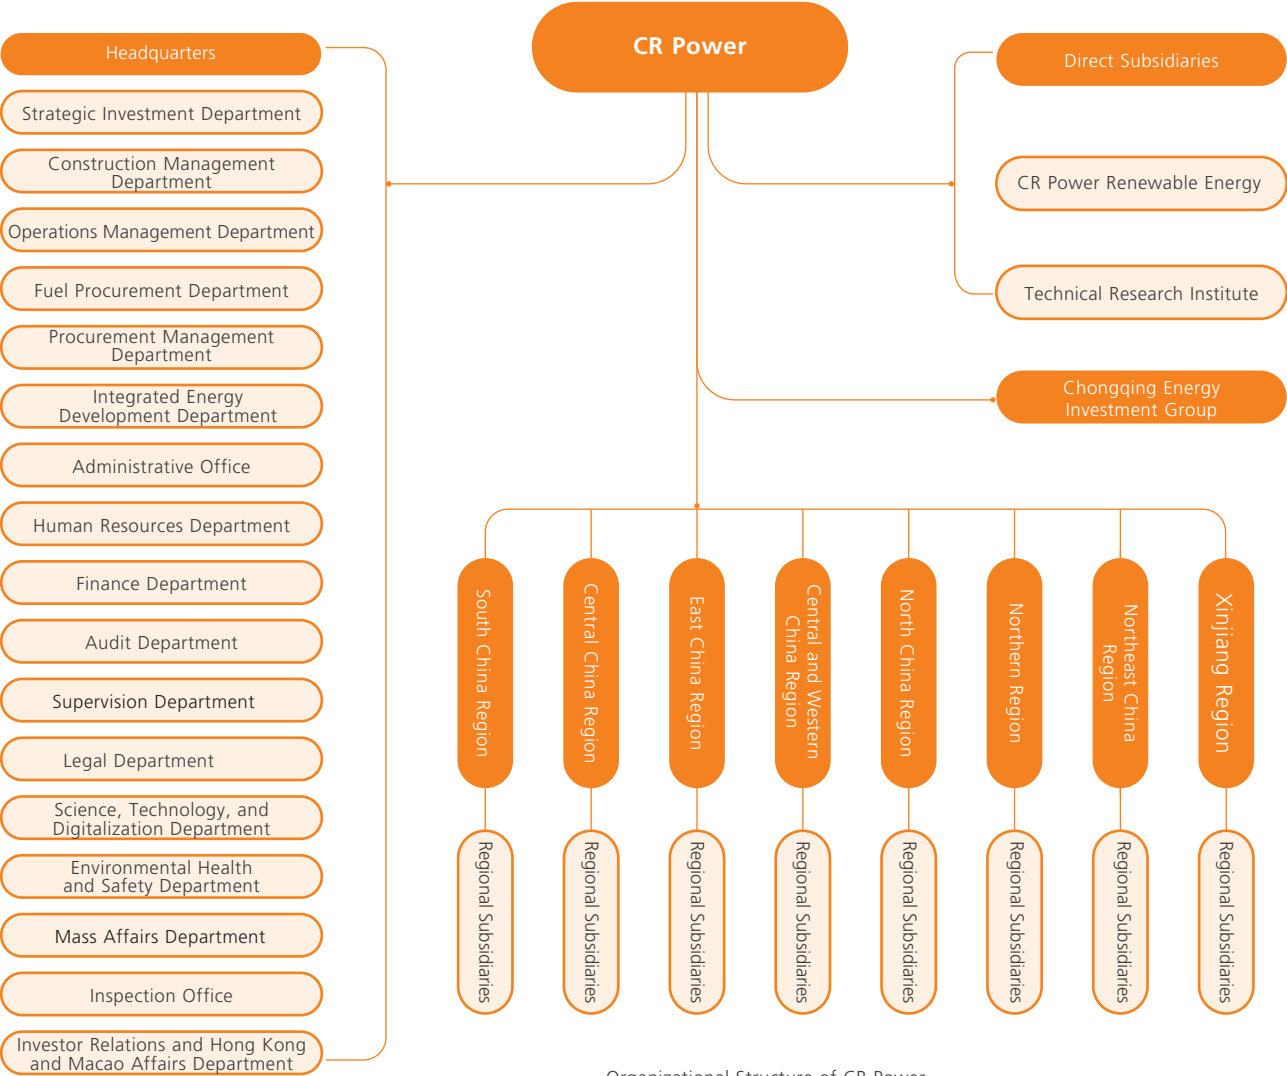 CR Power
Headquarters
Strategic Investment Department
Construction Management
Department
Operations Management Department
Fuel Procurement Department
Procurement Management
Department
Integrated Energy
Development Department
Administrative Office
Human Resources Department
Finance Department
Audit Department
Supervision Department
Legal Department
Science, Technology, and
Digitalization Department
Environmental Health
and Safety Department
Mass Affairs Department
Inspection Office
Investor Relations and Hong Kong
and Macao Affairs Department
Direct Subsidiaries
CR Power Renewable Energy
Technical Research Institute
Chongqing Energy
Investment Group
South China Region
Central China Region
East China Region
Central and Western
China Region
North China Region
Northern Region
Northeast China
Region
Xinjiang Region
Regional Subsidiaries
Regional Subsidiaries
Regional Subsidiaries
Regional Subsidiaries
Regional Subsidiaries
Regional Subsidiaries
Regional Subsidiaries
Regional Subsidiaries
Organizational Structure of CR Power